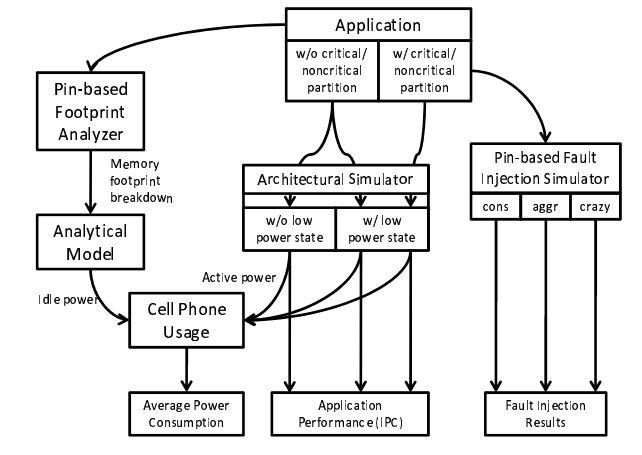 Application
w/o critical/
noncritical
partition
w/ critical/
noncritical
partition
Pin-based
Footprint
Analyzer
Memory
footprint
breakdown
Architectural Simulator
w/o low
power state
w/ low
power state
Pin-based Fault
Injection Simulator
cons
aggr
crazy
Analytical
Model
Idle power
Active power
Cell Phone
Usage
Average Power
Consumption
Application
Performance (IPC)
Fault Injection
Results